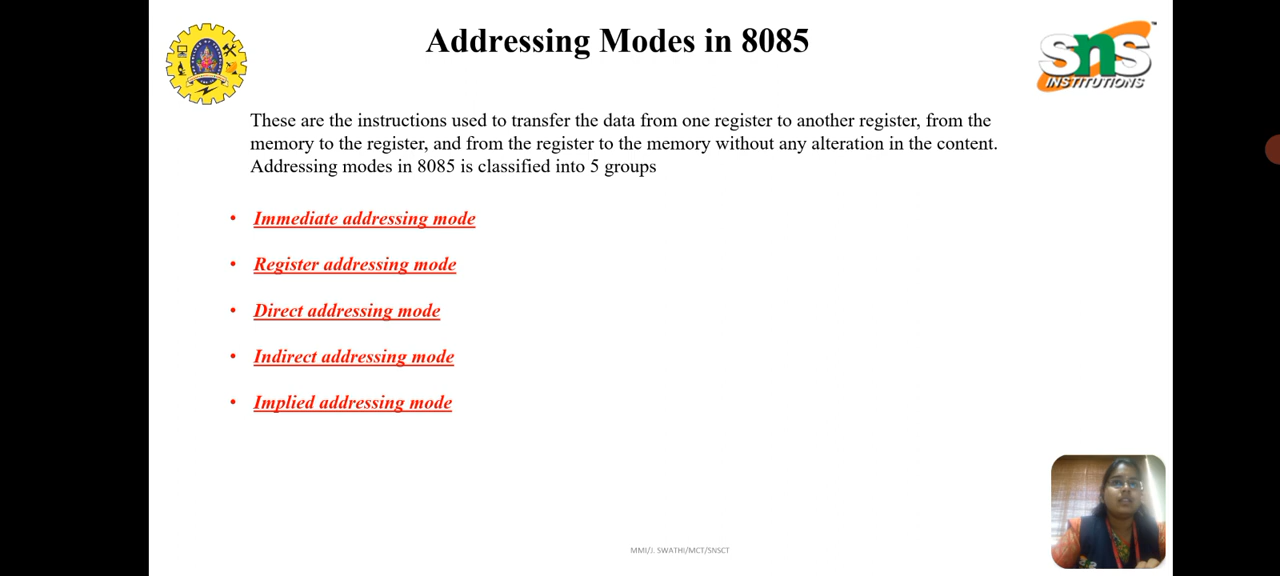 Addressing Modes in 8085
SNS
INSTITUTIONS
These are the instructions used to transfer the data from one register to another register, from the
memory to the register, and from the register to the memory without any alteration in the content.
Addressing modes in 8085 is classified into 5 groups
• Immediate addressing mode
• Register addressing mode
• Direct addressing mode
• Indirect addressing mode
• Implied addressing mode
MMI/J. SWATHI/MCT/SNSCT